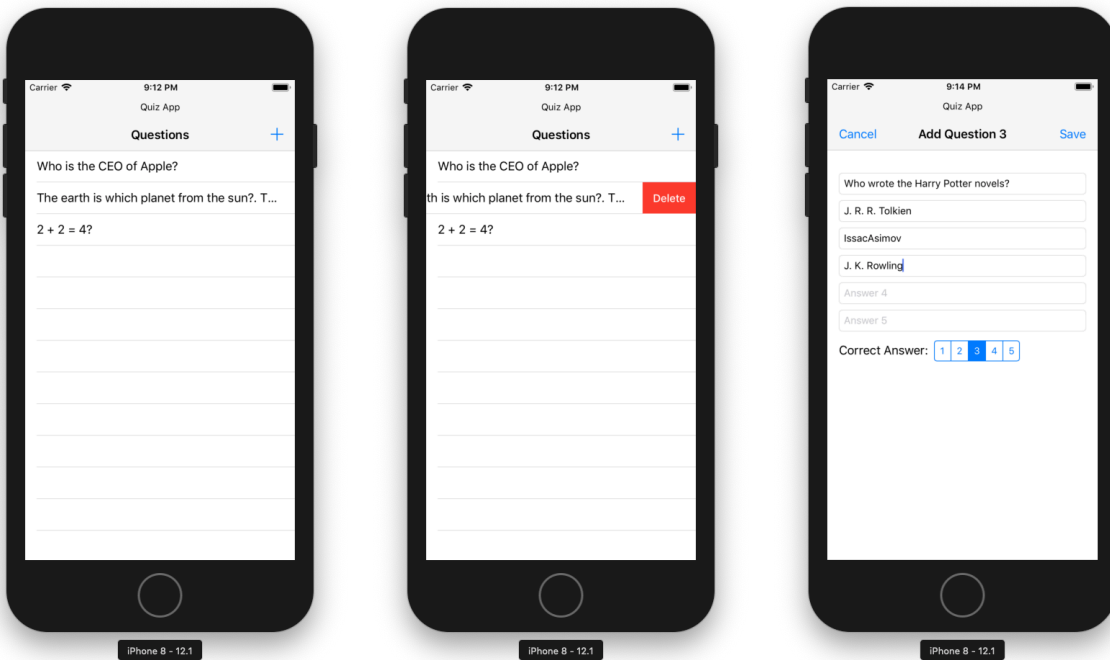 Carrier 9:12 PM
Quiz App
Questions +
Who is the CEO of Apple?
The earth is which planet from the sun?. T...
2 + 2 = 4?
iPhone 8 - 12.1
Carrier 9:12 PM
Quiz App
Questions +
Who is the CEO of Apple?
th is which planet from the sun?. T... Delete
2 + 2 = 4?
iPhone 8 - 12.1
Carrier 9:14 PM
Quiz App
Cancel Add Question 3 Save
Who wrote the Harry Potter novels?
J. R. R. Tolkien
IssacAsimov
J. K. Rowling
Answer 4
Answer 5
Correct Answer: 1 2 3 4 5
iPhone 8 - 12.1